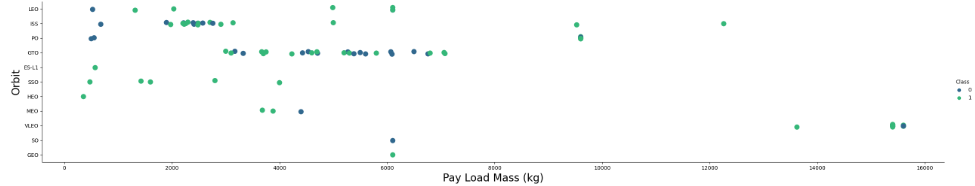 LEO
ISS
PO
GTO
ES-L1
SSO
HEO
MEO
VLEO
SO
GEO
Orbit
0
2000
4000
6000
8000
10000
12000
14000
16000
Pay Load Mass (kg)
Class
0
1